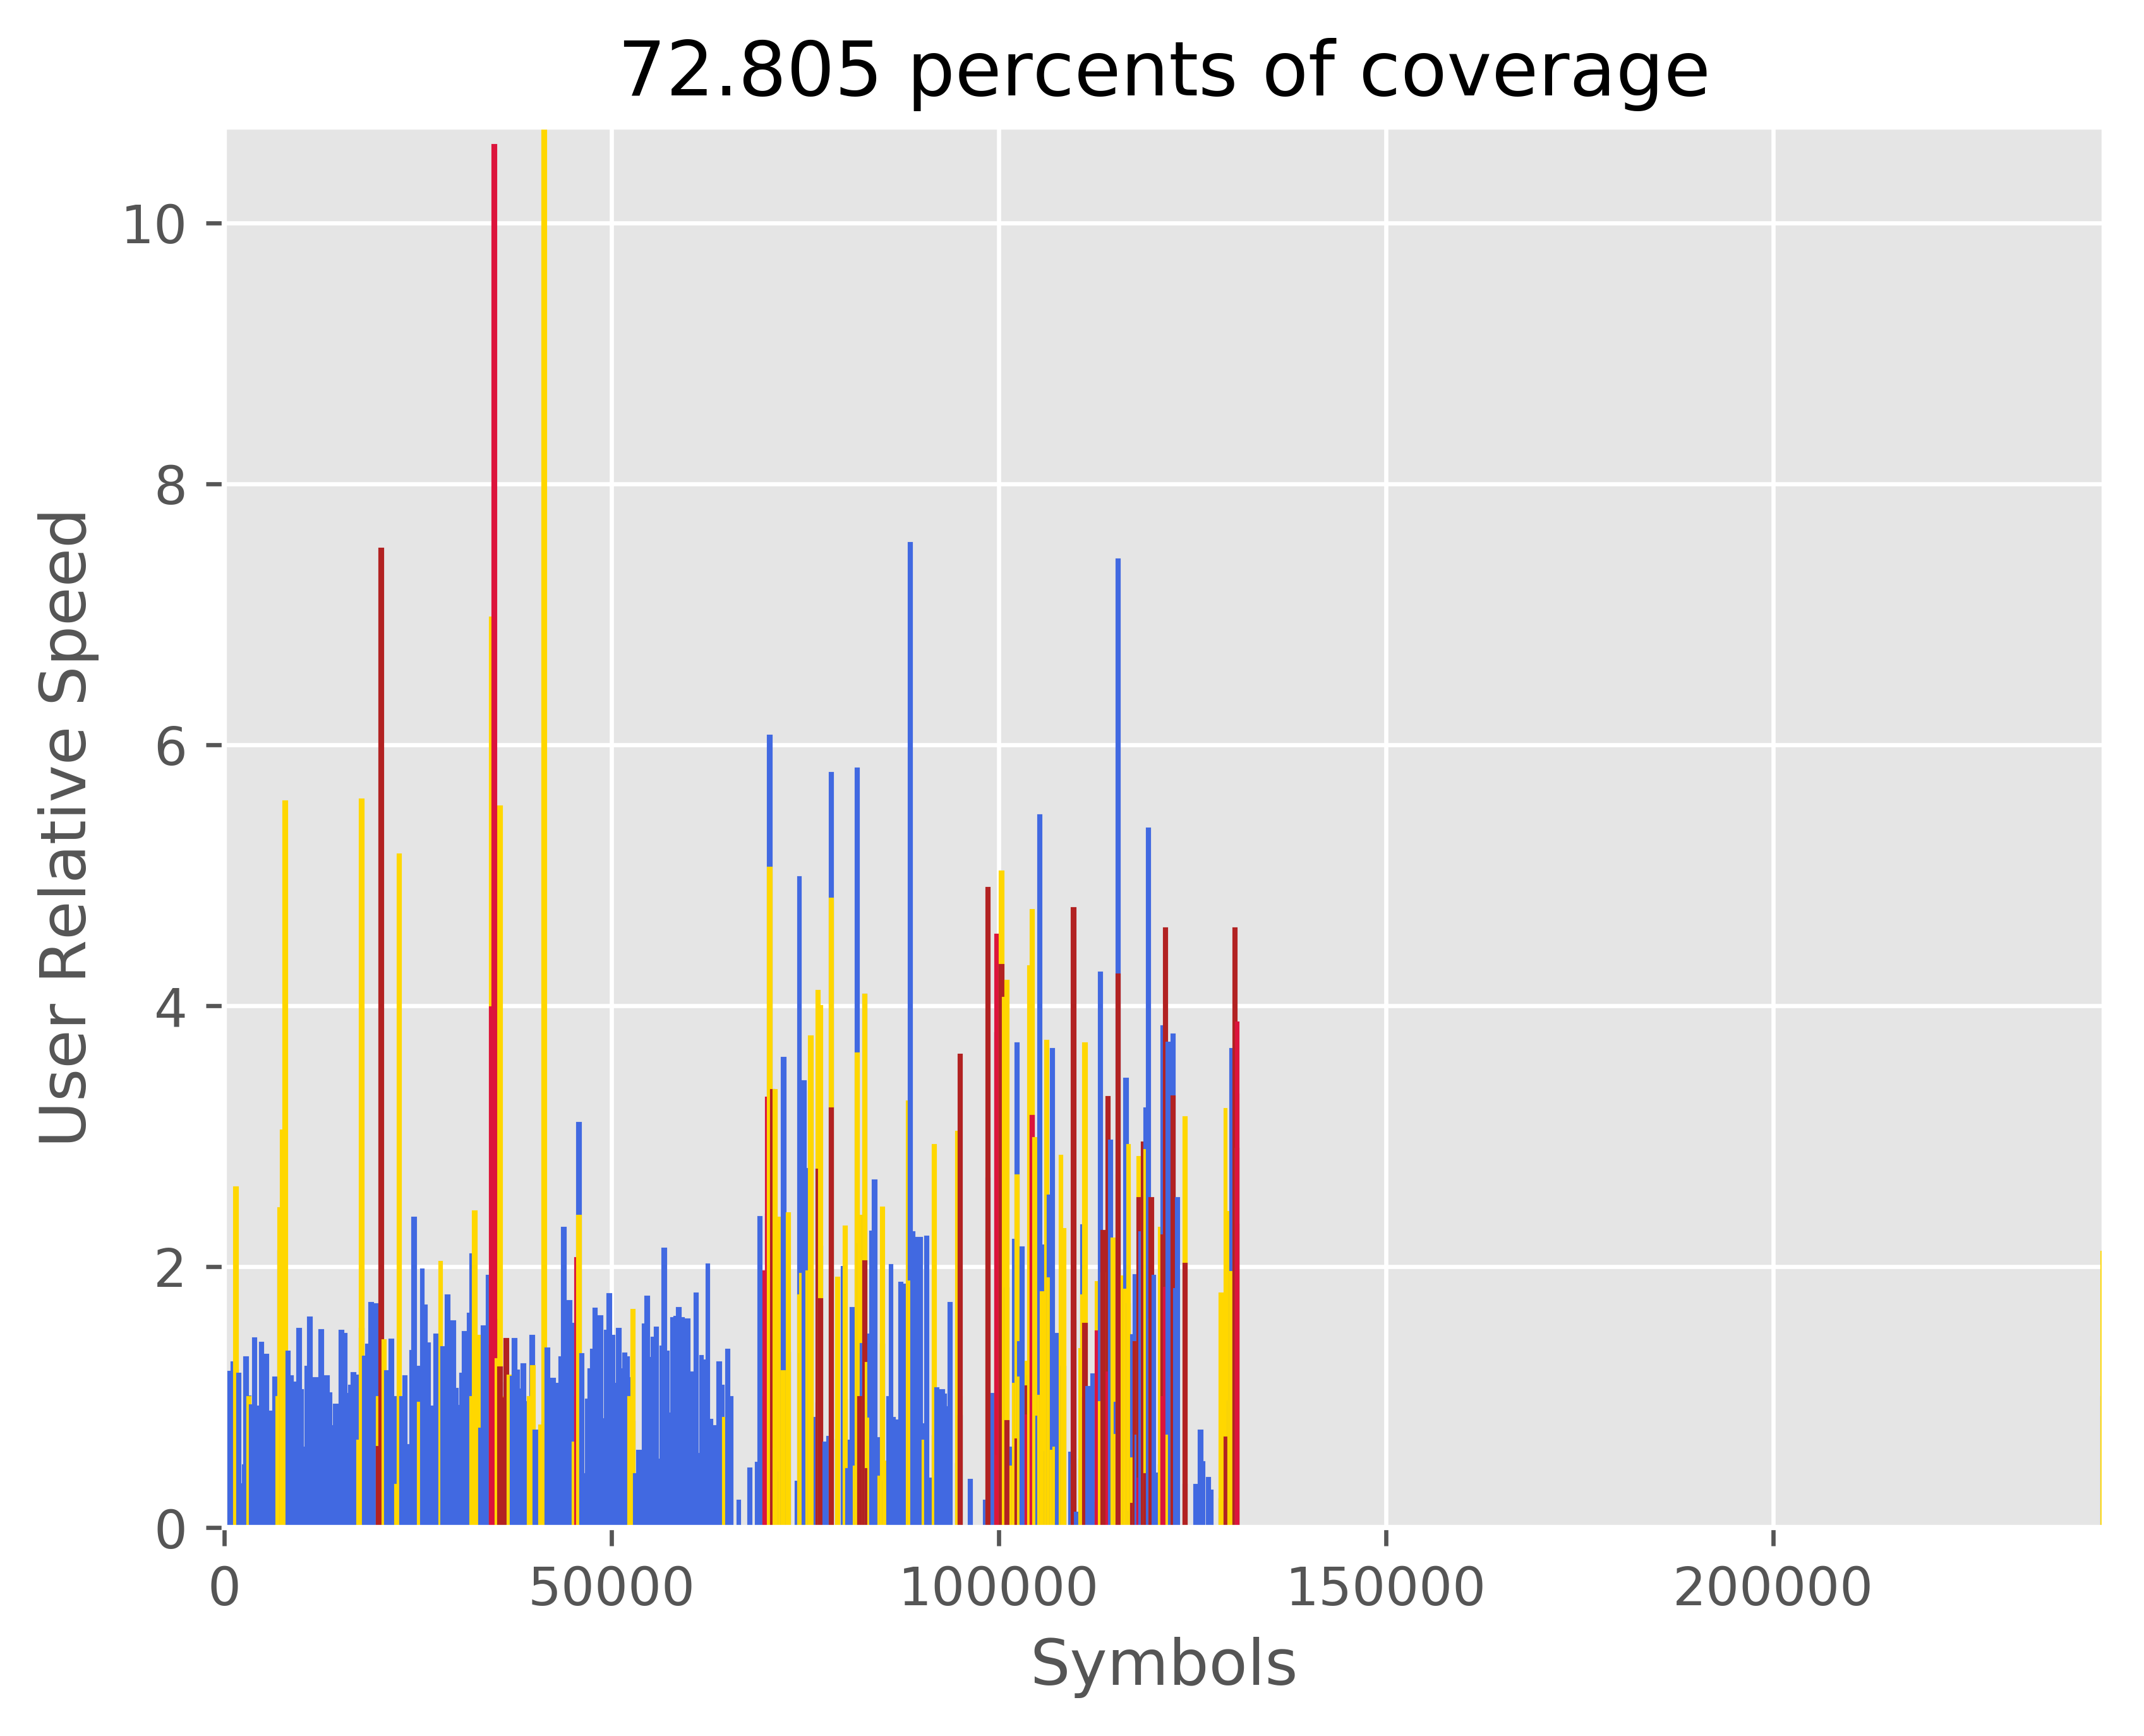 72.805 percents of coverage
10
8
6
4
2
0
User Relative Speed
0 50000 100000 150000 200000
Symbols